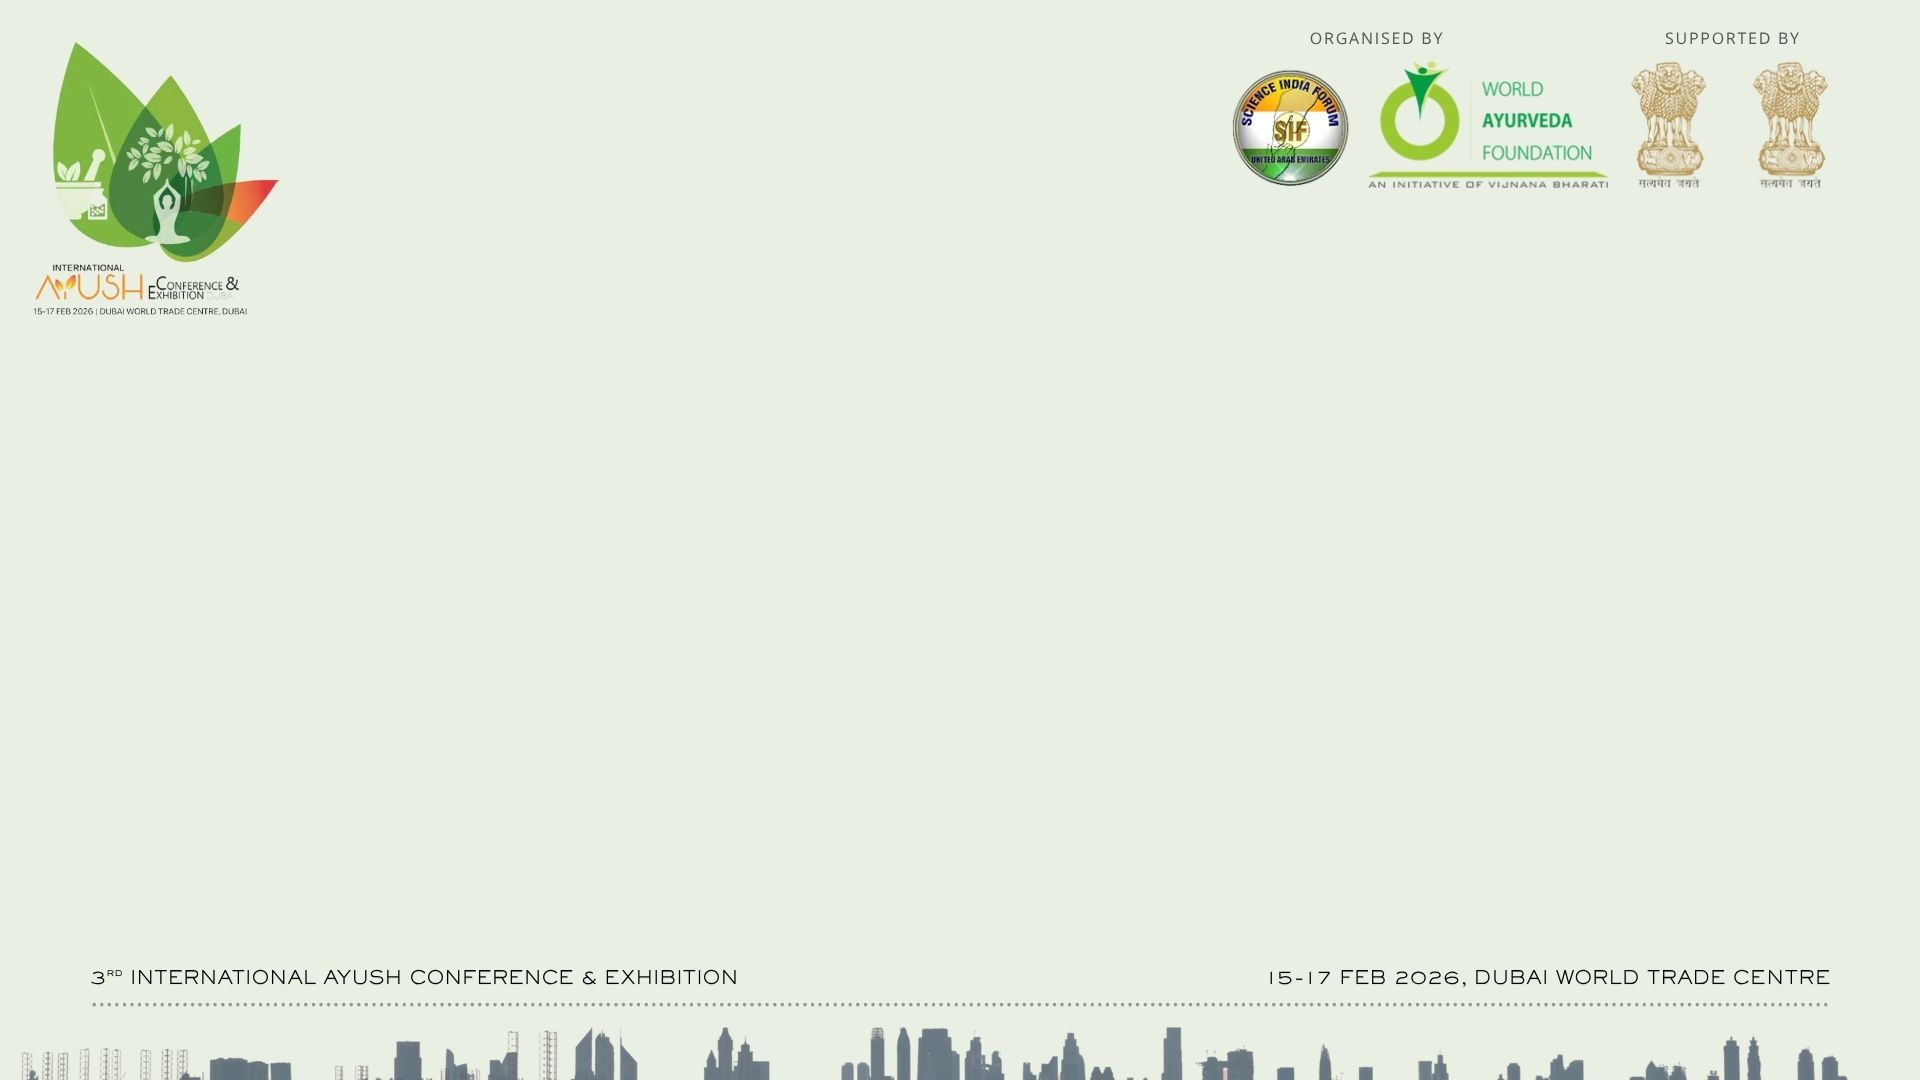 ORGANISED BY
SUPPORTED BY
SCIENCE INDIA FORUM
SIF
UNITED ARAB EMIRATES
WORLD
AYURVEDA
FOUNDATION
AN INITIATIVE OF VIJNANA BHARATI
सत्यमेव जयते
सत्यमेव जयते
INTERNATIONAL
AYUSH CONFERENCE &
EXHIBITION DUBAI
15-17 FEB 2026 | DUBAI WORLD TRADE CENTRE, DUBAI
3RD INTERNATIONAL AYUSH CONFERENCE & EXHIBITION
15-17 FEB 2026, DUBAI WORLD TRADE CENTRE